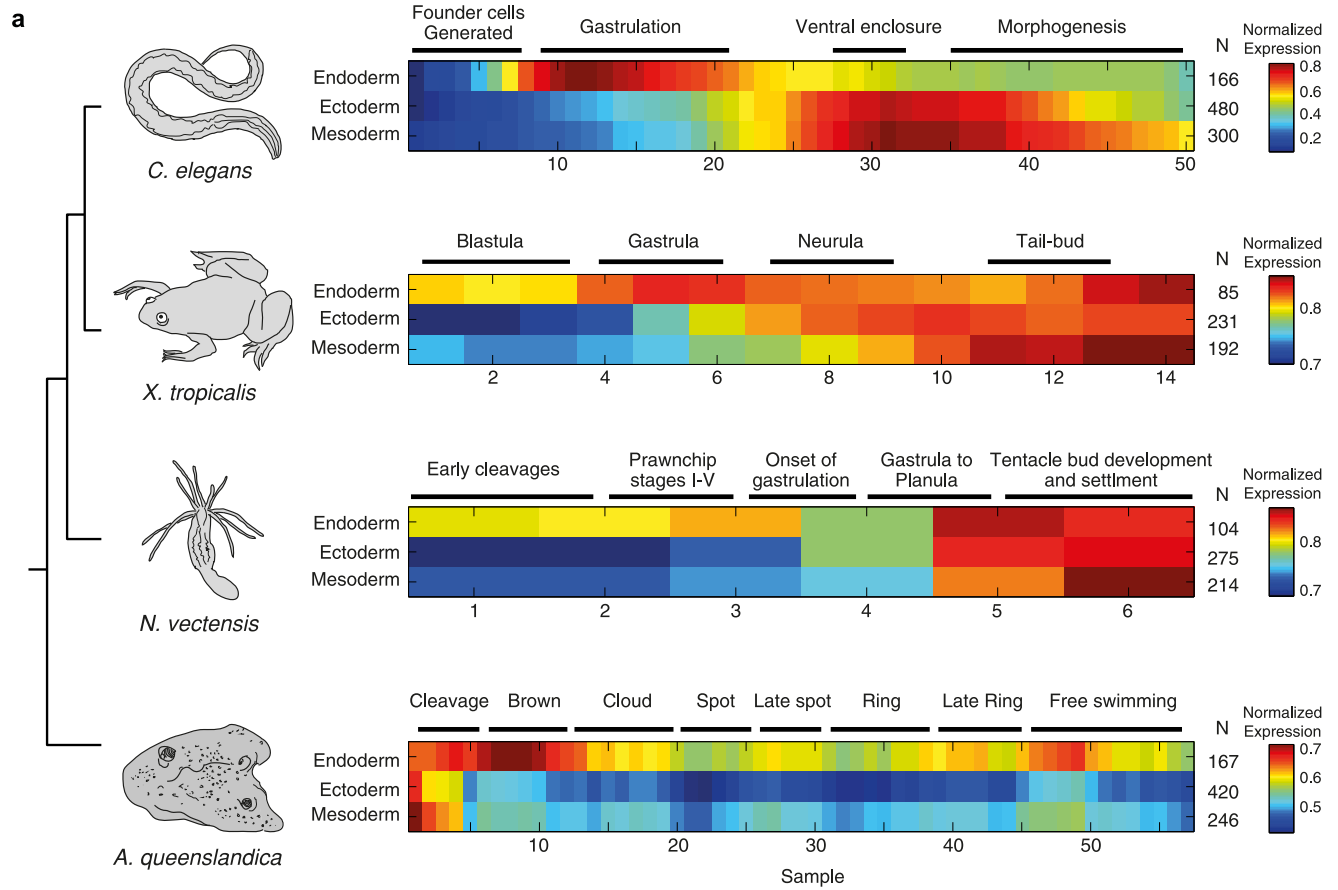 a
Founder cells
Generated
Gastrulation
Ventral enclosure
Morphogenesis
N
Normalized
Expression
Endoderm
Ectoderm
Mesoderm
166
480
300
0.8
0.6
0.4
0.2
10
20
30
40
50
C. elegans
Blastula
Gastrula
Neurula
Tail-bud
N
Normalized
Expression
Endoderm
Ectoderm
Mesoderm
85
231
192
0.8
0.7
2
4
6
8
10
12
14
X. tropicalis
Early cleavages
Prawnchip
stages I-V
Onset of
gastrulation
Gastrula to
Planula
Tentacle bud development
and settlment
N
Normalized
Expression
Endoderm
Ectoderm
Mesoderm
104
275
214
0.8
0.7
1
2
3
4
5
6
N. vectensis
Cleavage
Brown
Cloud
Spot
Late spot
Ring
Late Ring
Free swimming
N
Normalized
Expression
Endoderm
Ectoderm
Mesoderm
167
420
246
0.7
0.6
0.5
10
20
30
40
50
Sample
A. queenslandica